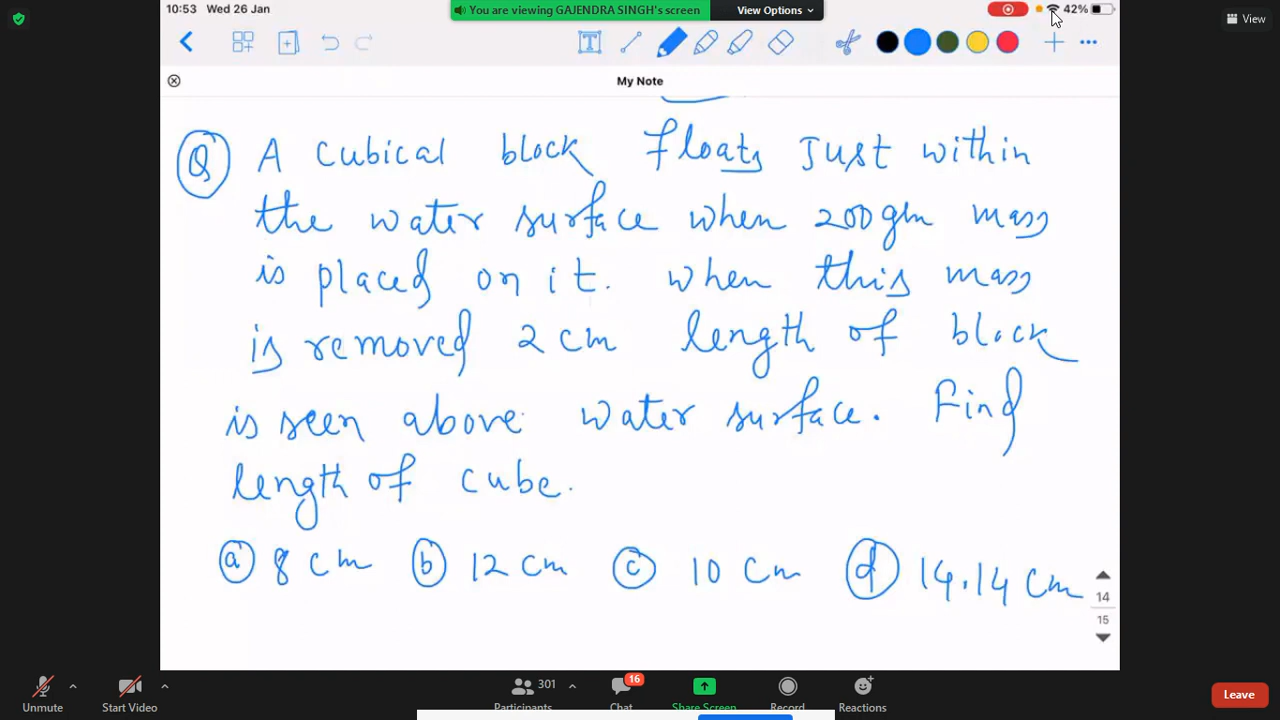 10:53 Wed 26 Jan
You are viewing GAJENDRA SINGH's screen
View Options
42%
View
My Note
Q A cubical block floats Just within
the water surface when 200 gm mass
is placed on it. when this mass
is removed 2 cm length of block
is seen above water surface. Find
length of cube.
a 8 cm b 12 cm c 10 cm d 14.14 cm
14
15
301
16
Unmute Start Video Participants Chat Share Screen Record Reactions Leave